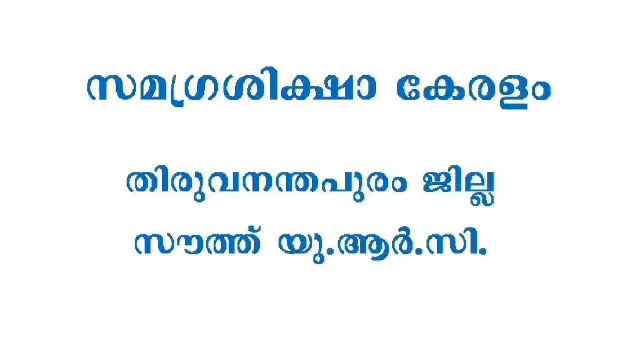 സമഗ്രശിക്ഷാ കേരളം
തിരുവനന്തപുരം ജില്ല
സൗത്ത് യു.ആർ.സി.